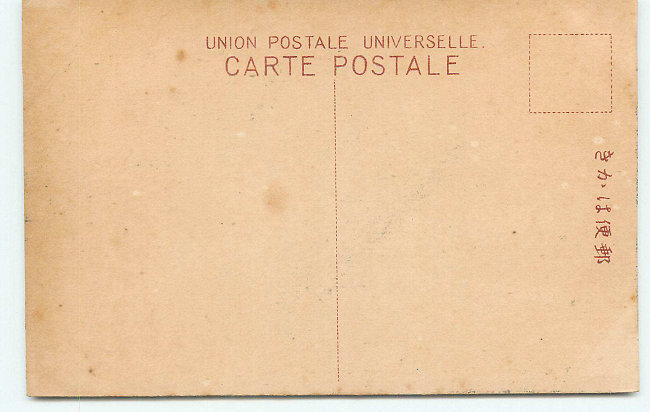 UNION POSTALE UNIVERSELLE.
CARTE POSTALE
郵便はかき